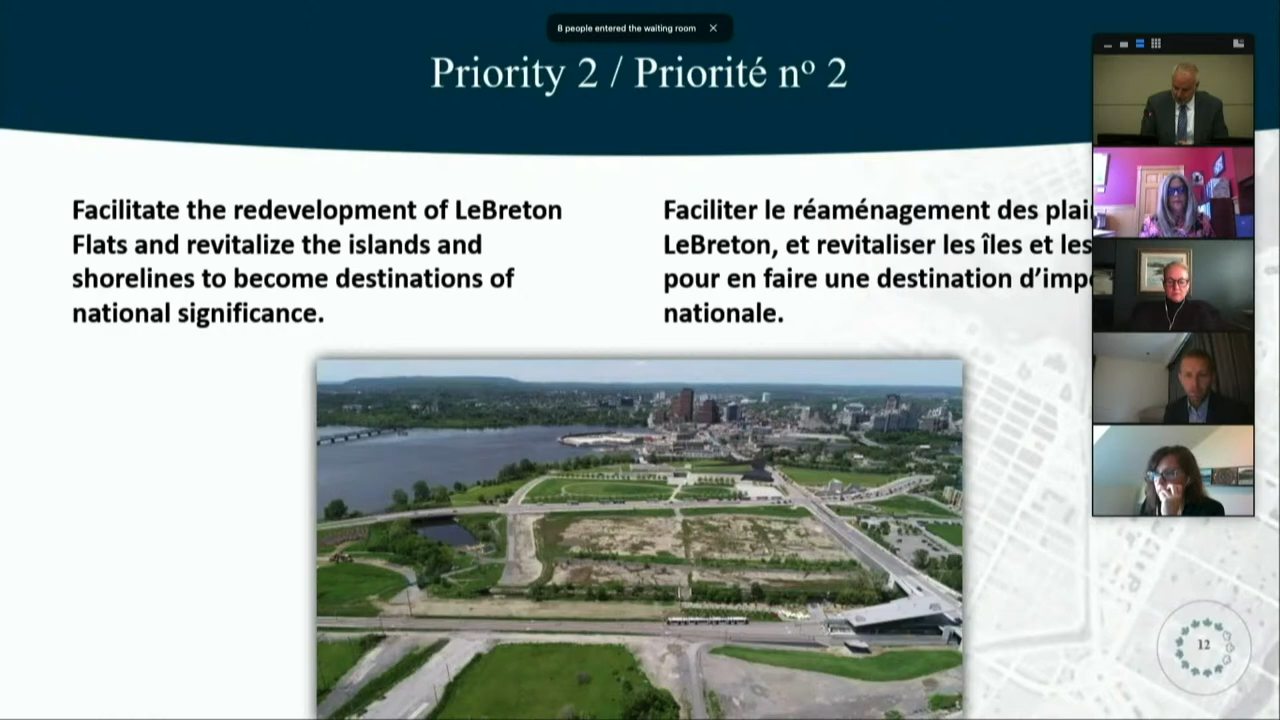 8 people entered the waiting room
Priority 2 / Priorité nº 2
Facilitate the redevelopment of LeBreton
Flats and revitalize the islands and
shorelines to become destinations of
national significance.
Faciliter le réaménagement des plai
LeBreton, et revitaliser les îles et les
pour en faire une destination d’imp
nationale.
12